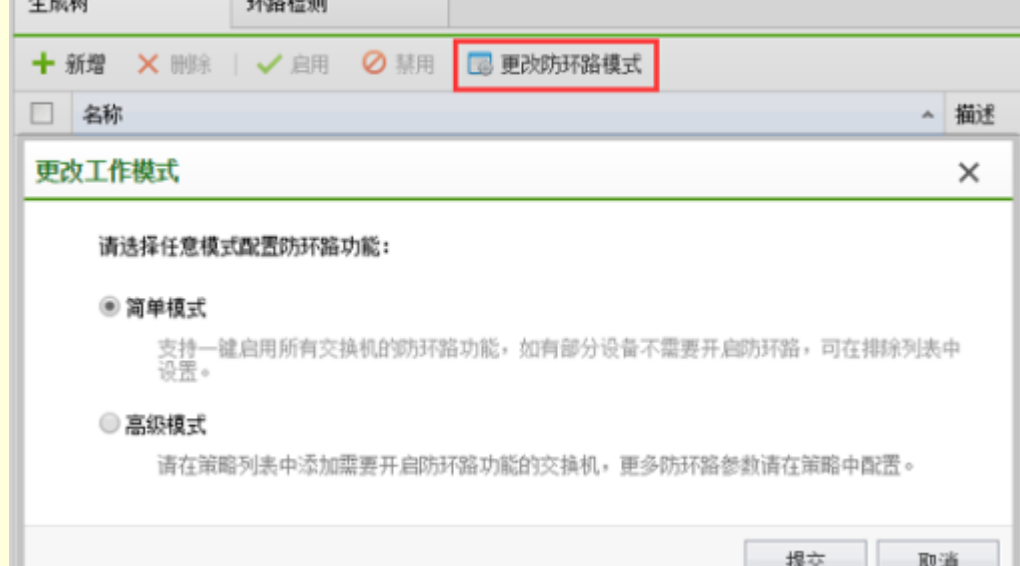 生成树 环路检测
新增 删除 启用 禁用 更改防环路模式
名称 描述
更改工作模式
请选择任意模式配置防环路功能：
简单模式
支持一键启用所有交换机的防环路功能，如有部分设备不需要开启防环路，可在排除列表中
设置。
高级模式
请在策略列表中添加需要开启防环路功能的交换机，更多防环路参数请在策略中配置。
提交 取消